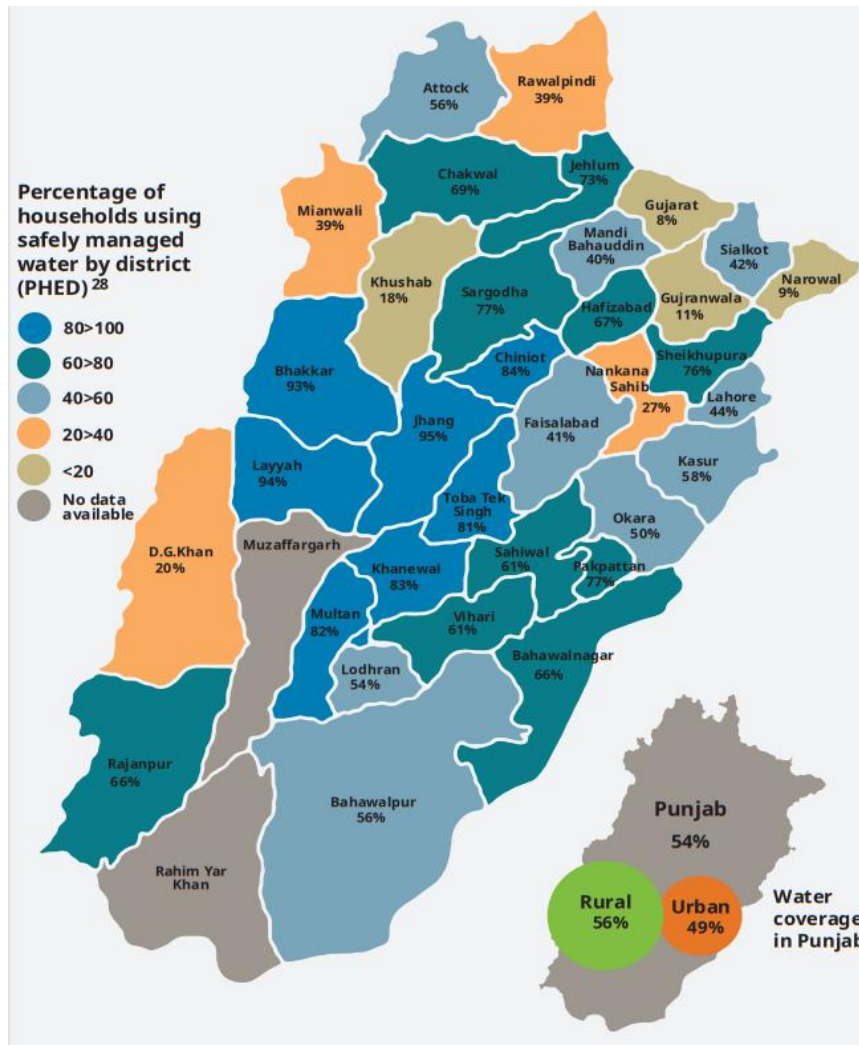 Attock
56%
Rawalpindi
39%
Chakwal
69%
Jehlum
73%
Percentage of
households using
safely managed
water by district
(PHED) 28
80>100
60>80
40>60
20>40
<20
No data
available
Mianwali
39%
Gujarat
8%
Mandi
Bahauddin
40%
Sialkot
42%
Narowal
9%
Khushab
18%
Sargodha
77%
Hafizabad
67%
Gujranwala
11%
Bhakkar
93%
Chiniot
84%
Nankana
Sahib
27%
Sheikhupura
76%
Lahore
44%
Jhang
95%
Faisalabad
41%
Kasur
58%
Layyah
94%
Toba Tek
Singh
81%
Okara
50%
D.G.Khan
20%
Muzaffargarh
Khanewal
83%
Sahiwal
61%
Pakpattan
77%
Multan
82%
Vihari
61%
Lodhran
54%
Bahawalnagar
66%
Rajanpur
66%
Bahawalpur
56%
Rahim Yar
Khan
Punjab
54%
Rural
56%
Urban
49%
Water
coverage
in Punjab